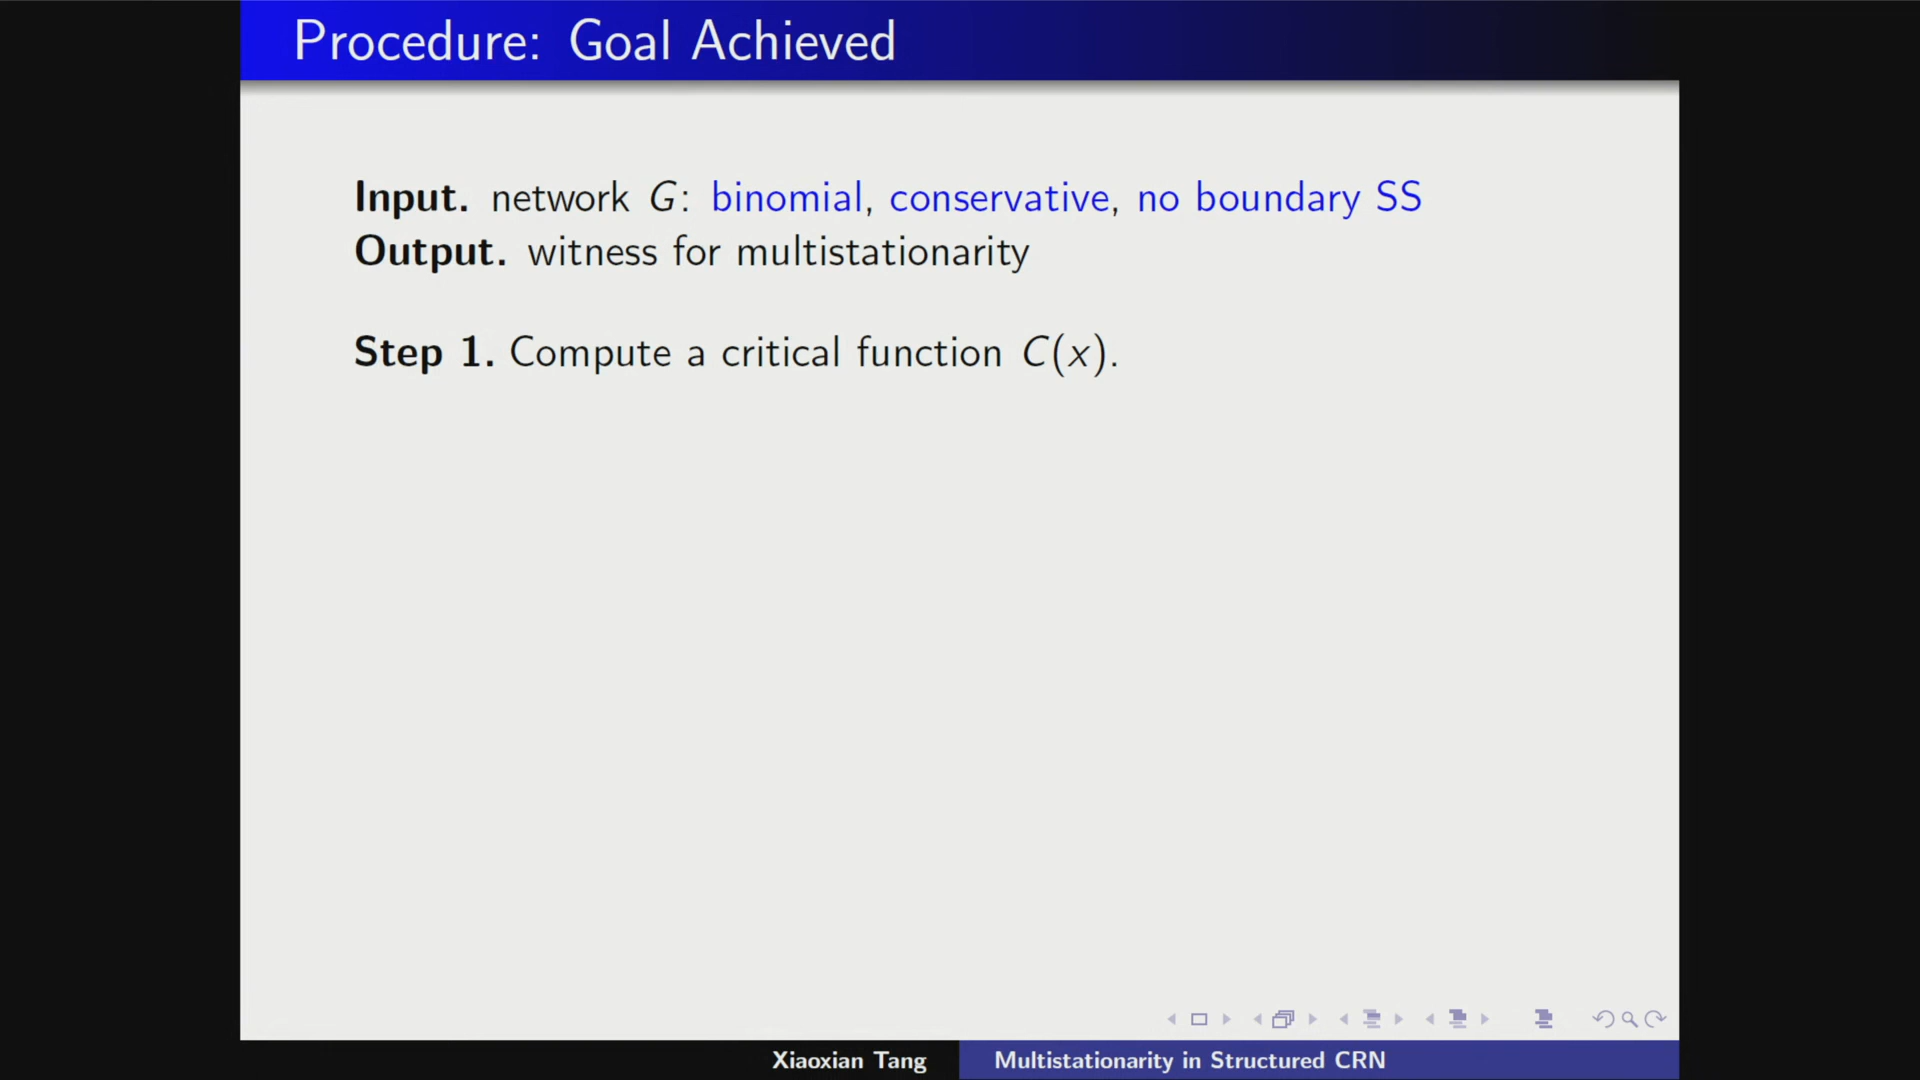 Procedure: Goal Achieved
Input. network G: binomial, conservative, no boundary SS
Output. witness for multistationarity
Step 1. Compute a critical function C(x).
Xiaoxian Tang
Multistationarity in Structured CRN